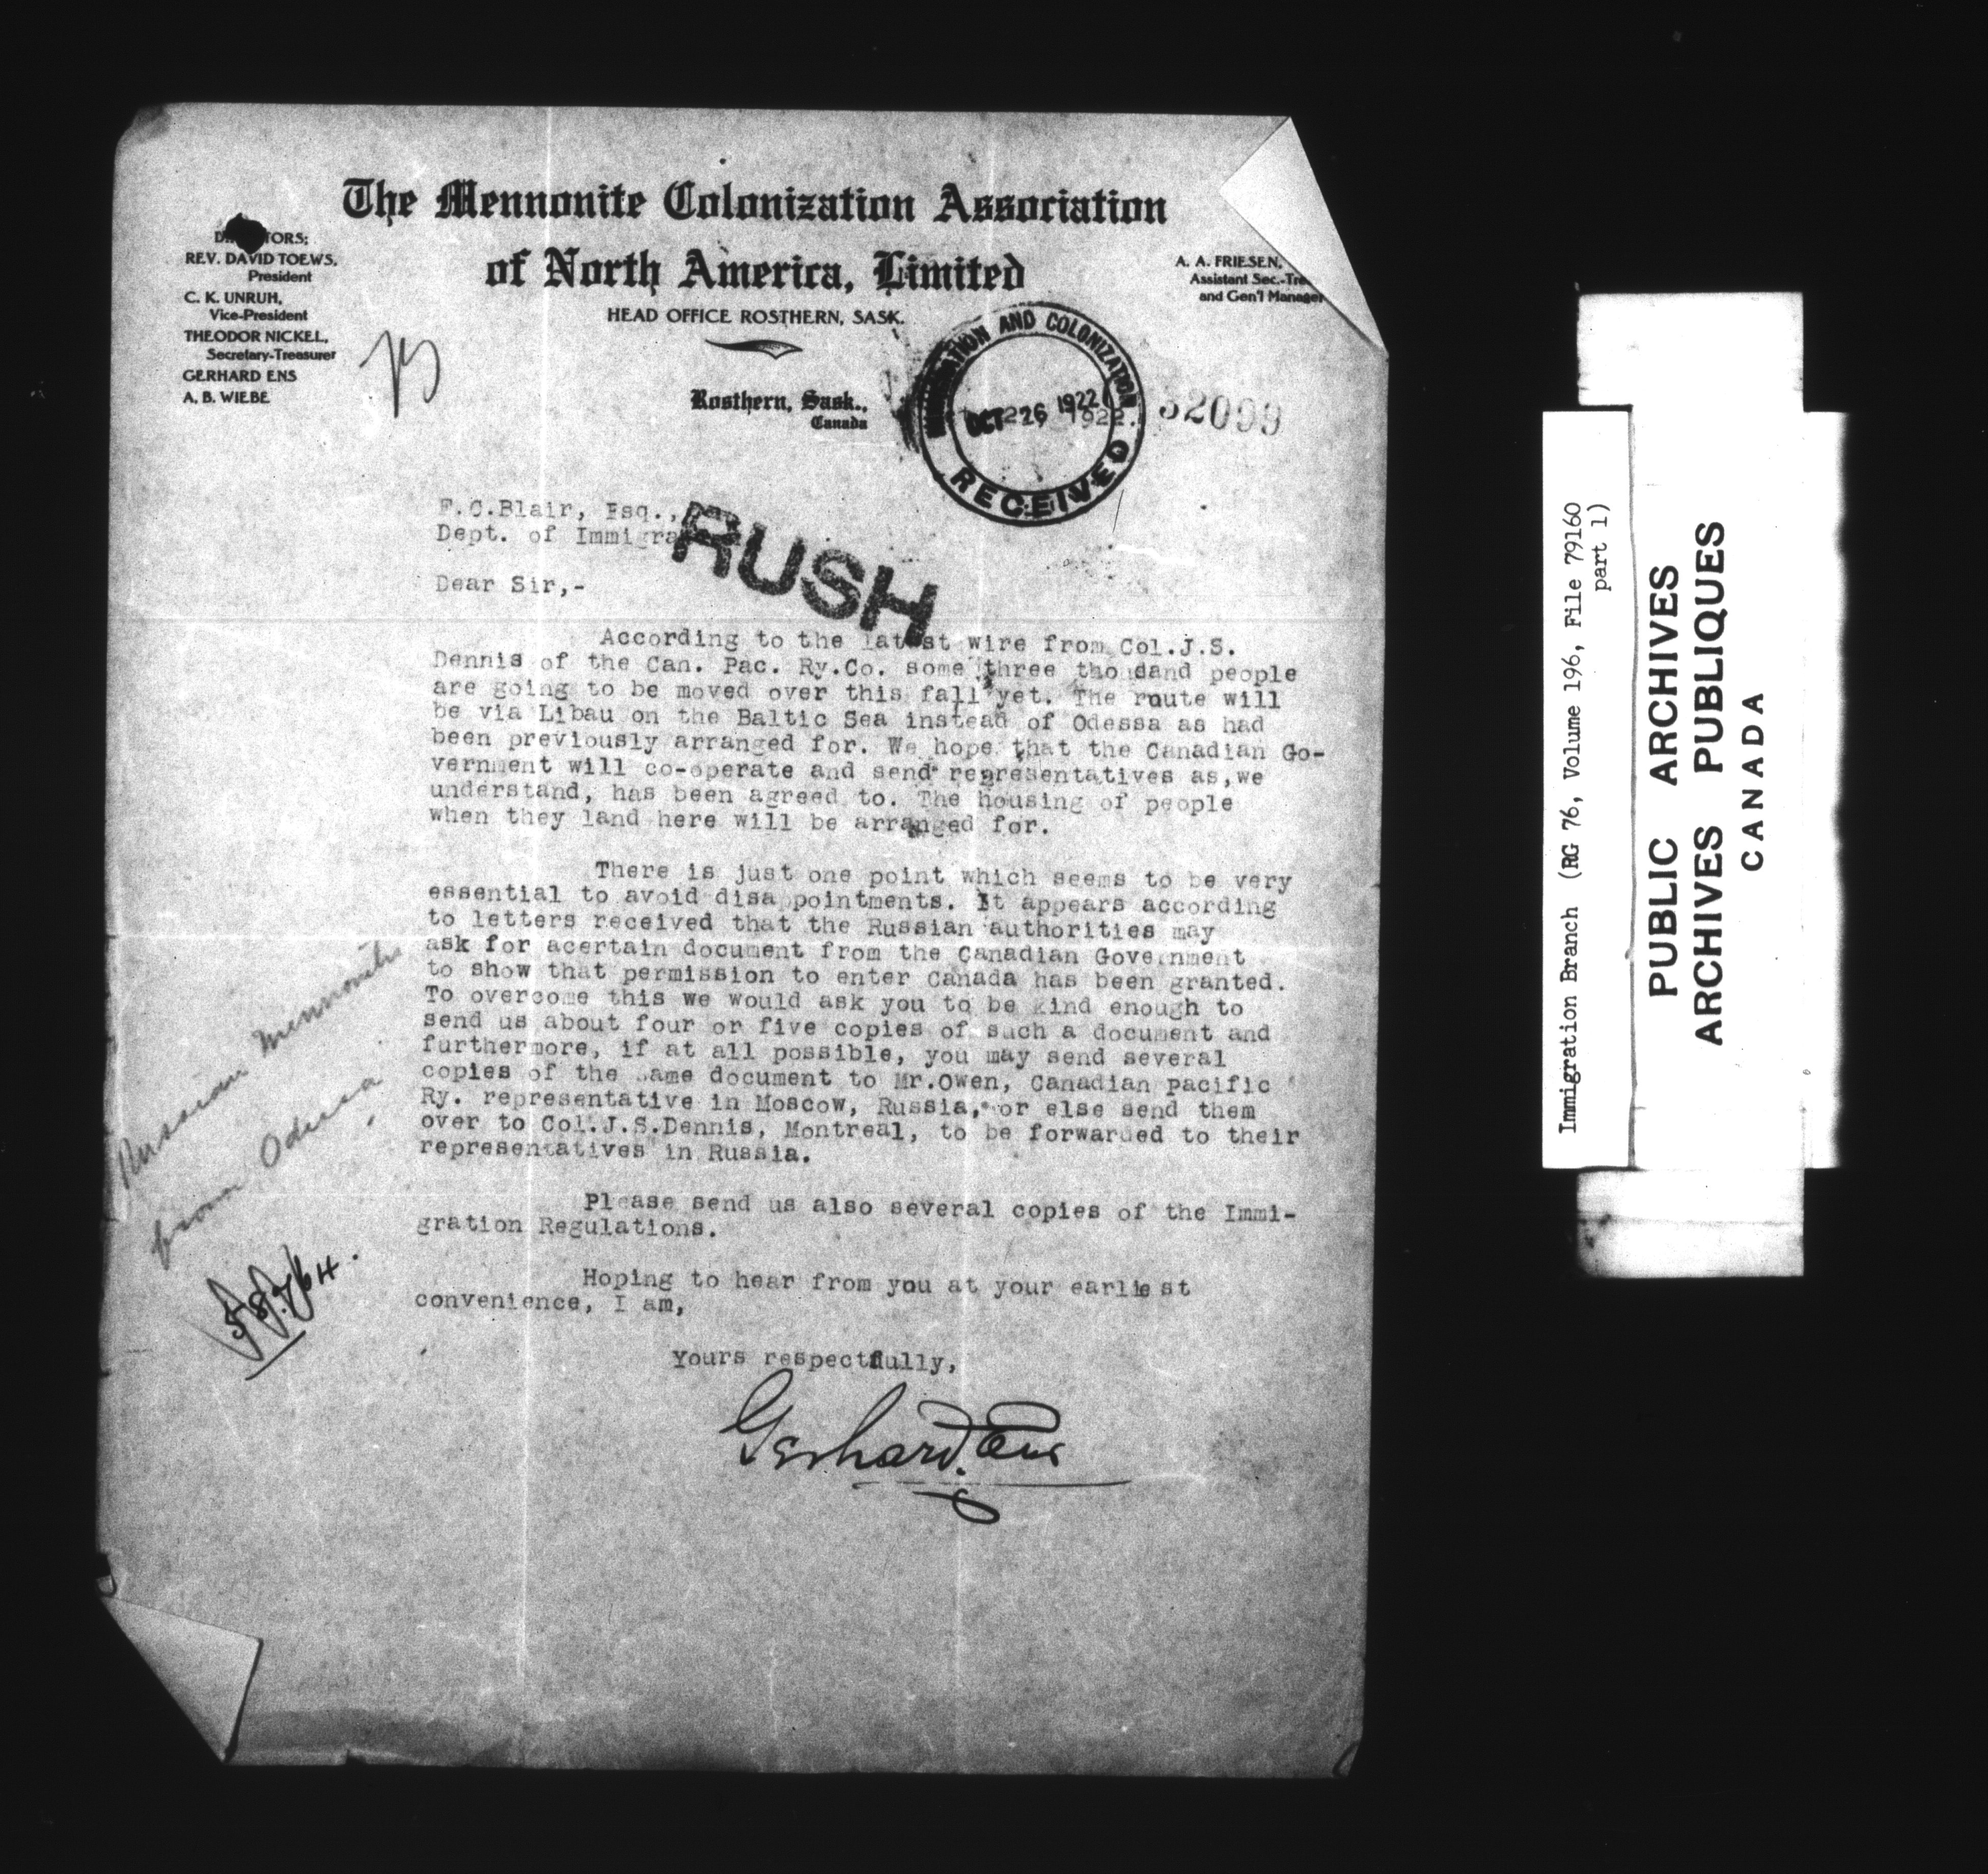 The Mennonite Colonization Association
of North America, Limited
HEAD OFFICE ROSTHERN, SASK.
REV. DAVID TOEWS,
President
C. K. UNRUH,
Vice-President
THEODOR NICKEL,
Secretary-Treasurer
GERHARD ENS
A. B. WIEBE
A. A. FRIESEN,
Assistant Sec.-Tre
and Gen'l Manager
Rosthern, Sask.,
Canada
AND COLONIZATION
OCT 26 1922
RECEIVED
32099
F.C.Blair, Esq.,
Dept. of Immigra
RUSH
Dear Sir,-
According to the latest wire from Col.J.S.
Dennis of the Can. Pac. Ry.Co. some three thousand people
are going to be moved over this fall yet. The route will
be via Libau on the Baltic Sea instead of Odessa as had
been previously arranged for. We hope that the Canadian Go-
vernment will co-operate and send representatives as,we
understand, has been agreed to. The housing of people
when they land here will be arranged for.
There is just one point which seems to be very
essential to avoid disappointments. It appears according
to letters received that the Russian authorities may
ask for acertain document from the Canadian Government
to show that permission to enter Canada has been granted.
To overcome this we would ask you to be kind enough to
send us about four or five copies of such a document and
furthermore, if at all possible, you may send several
copies of the same document to Mr.Owen, Canadian Pacific
Ry. representative in Moscow, Russia, or else send them
over to Col.J.S.Dennis, Montreal, to be forwarded to their
representatives in Russia.
Please send us also several copies of the Immi-
gration Regulations.
Hoping to hear from you at your earliest
convenience, I am,
Yours respectfully,
Gerhard Ens
Russian Mennonites
from Odessa
Immigration Branch (RG 76, Volume 196, File 79160
part 1)
PUBLIC ARCHIVES
ARCHIVES PUBLIQUES
CANADA